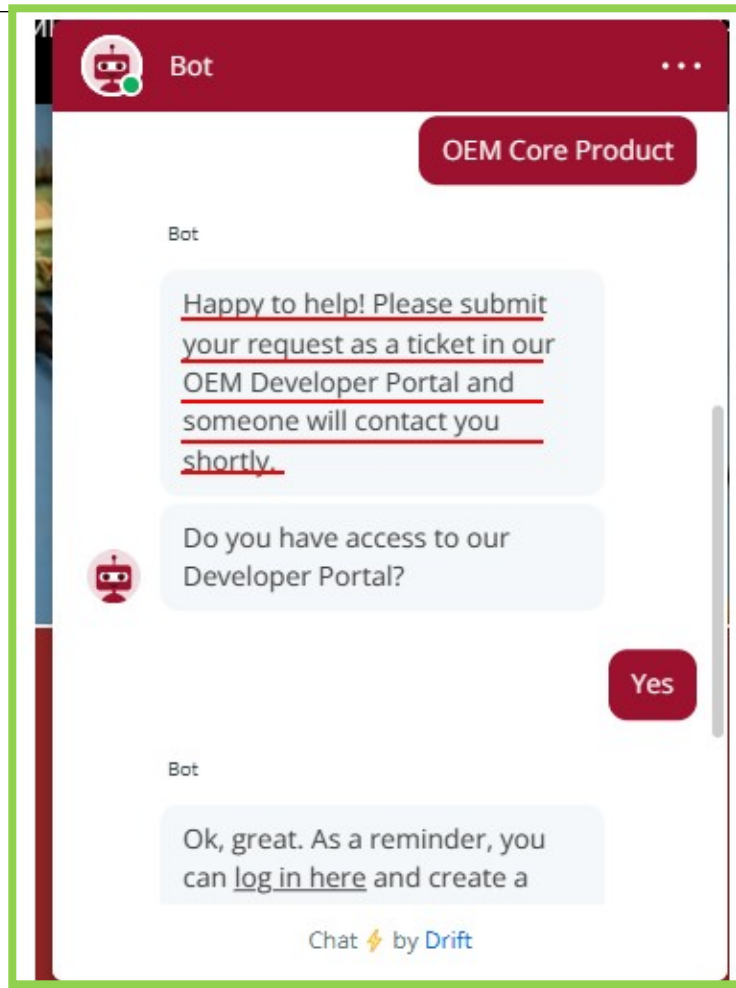 Bot
OEM Core Product
Bot
Happy to help! Please submit
your request as a ticket in our
OEM Developer Portal and
someone will contact you
shortly.
Do you have access to our
Developer Portal?
Yes
Bot
Ok, great. As a reminder, you
can log in here and create a
Chat ⚡ by Drift